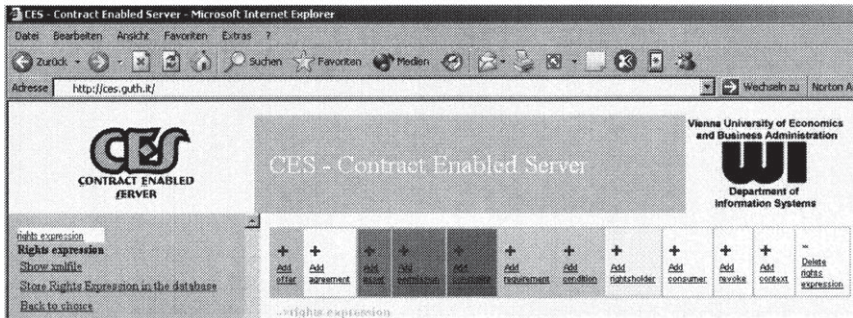 CES - Contract Enabled Server - Microsoft Internet Explorer
Datei Bearbeiten Ansicht Favoriten Extras ?
Zurück Suchen Favoriten Medien
Adresse http://ces.guth.it/ Wechseln zu Norton A
CES
CONTRACT ENABLED
SERVER
CES - Contract Enabled Server
Vienna University of Economics
and Business Administration
WI
Department of
Information Systems
rights expression
Rights expression
Show xmlfile
Store Rights Expression in the database
Back to choice
+ + + + + + + + + + + -
Add offer
Add agreement
Add asset
Add permission
Add constraint
Add requirement
Add condition
Add rightsholder
Add consumer
Add revoke
Add context
Delete rights expression
->rights expression